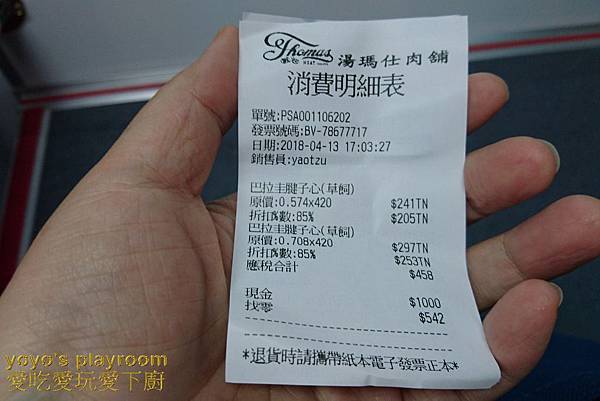 Thomas
MEAT
湯瑪仕肉舖
消費明細表
單號:PSA001106202
發票號碼:BV-78677717
日期:2018-04-13 17:03:27
銷售員:yaotzu
巴拉圭腱子心(草飼)
原價:0.574x420 $241TN
折扣%數:85% $205TN
巴拉圭腱子心(草飼)
原價:0.708x420 $297TN
折扣%數:85% $253TN
應稅合計 $458
現金 $1000
找零 $542
*退貨時請攜帶紙本電子發票正本*
yoyo's playroom
愛吃愛玩愛下廚